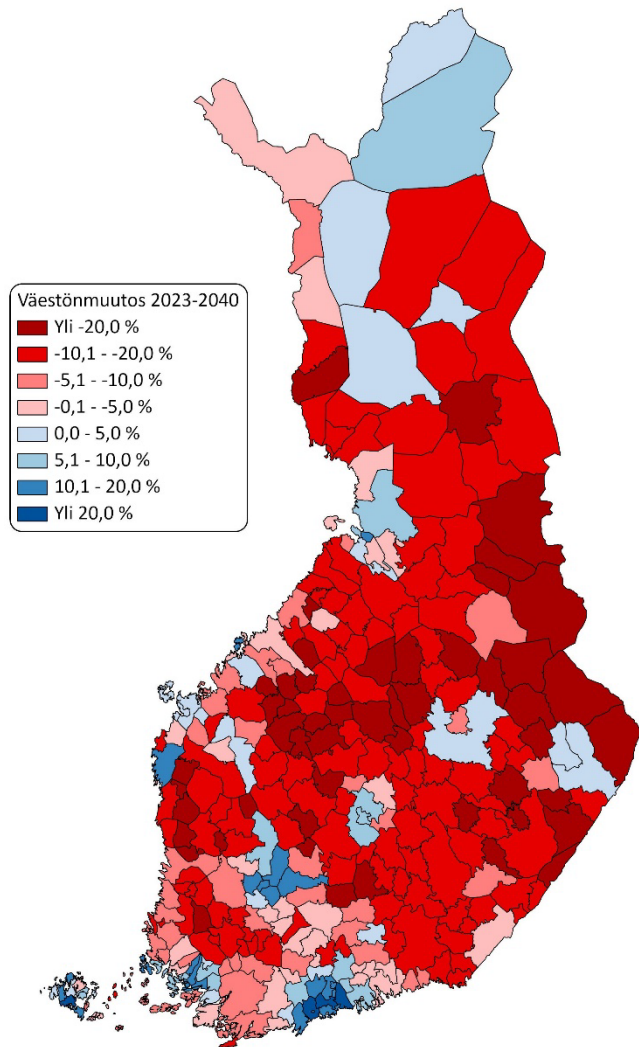 Väestönmuutos 2023-2040
Yli -20,0 %
-10,1 - -20,0 %
-5,1 - -10,0 %
-0,1 - -5,0 %
0,0 - 5,0 %
5,1 - 10,0 %
10,1 - 20,0 %
Yli 20,0 %